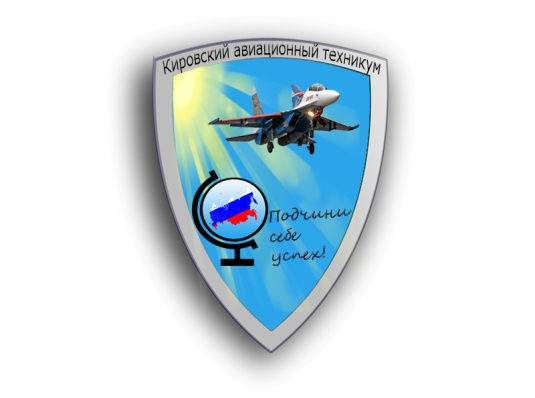 Кировский авиационный техникум
Подчини
себе
успех!